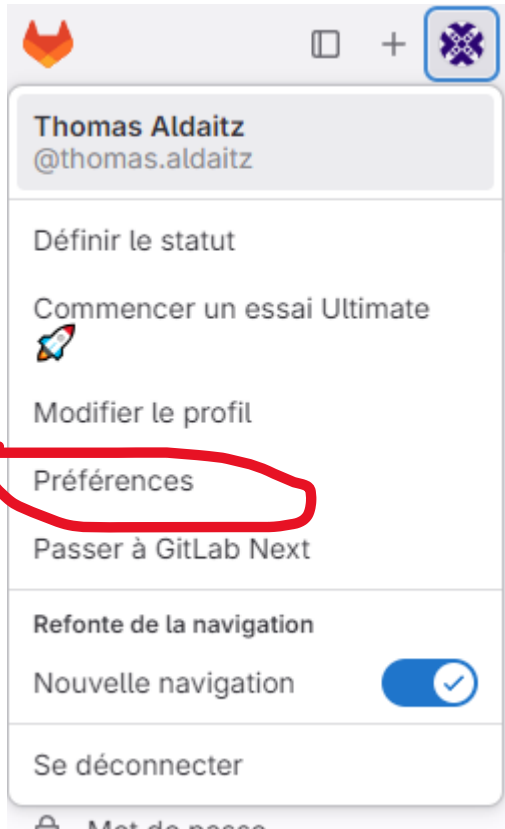 Thomas Aldaitz
@thomas.aldaitz
Définir le statut
Commencer un essai Ultimate
Modifier le profil
Préférences
Passer à GitLab Next
Refonte de la navigation
Nouvelle navigation
Se déconnecter